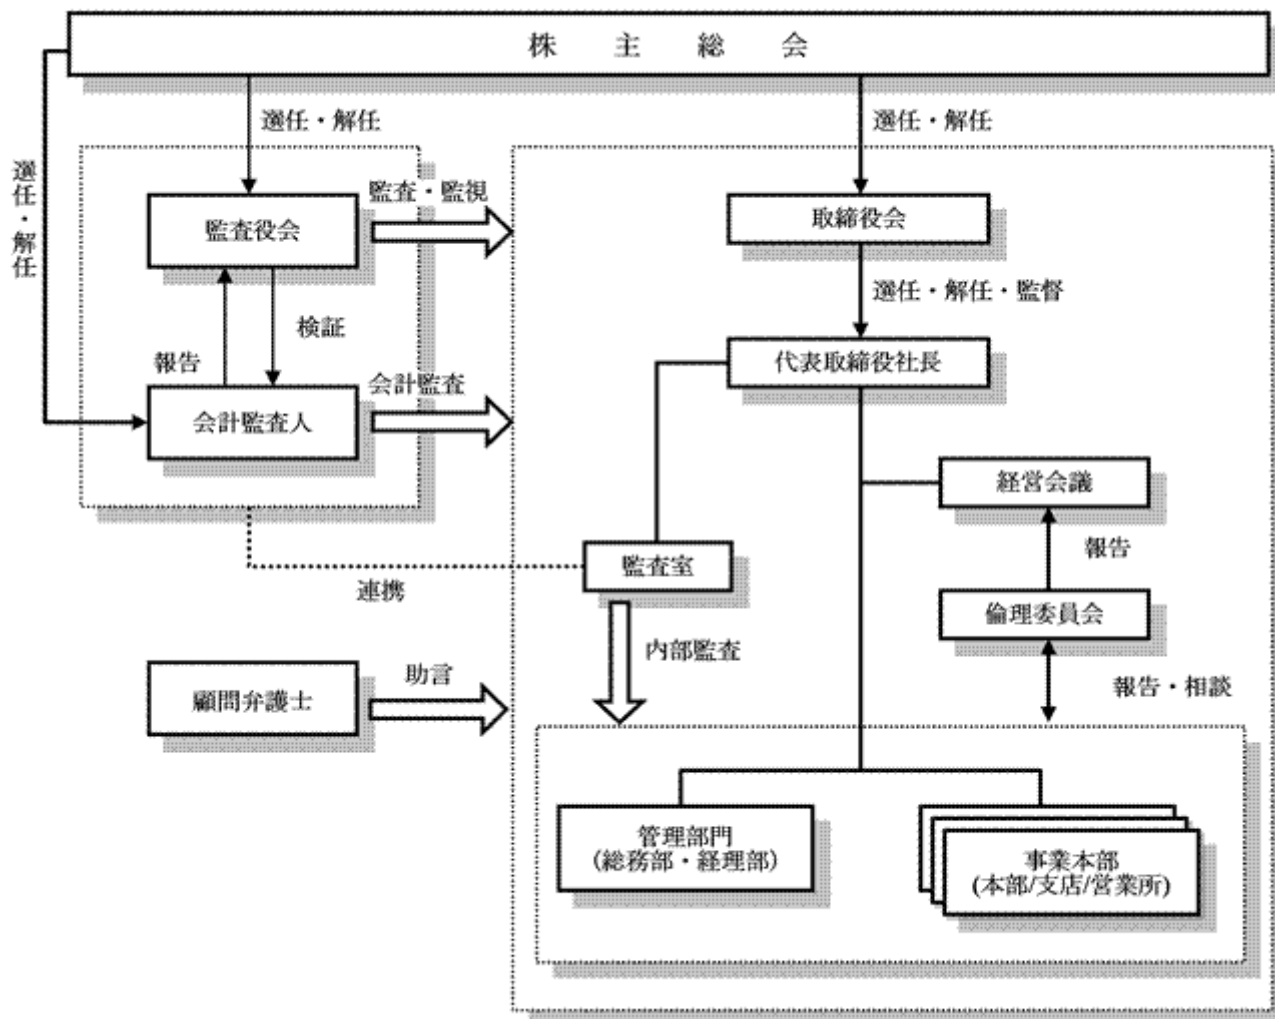 株主総会
選任・解任
選任・解任
選任・解任
監査・監視
監査役会
取締役会
選任・解任・監督
検証
報告
代表取締役社長
会計監査
会計監査人
経営会議
報告
監査室
連携
倫理委員会
内部監査
助言
報告・相談
顧問弁護士
管理部門
(総務部・経理部)
事業本部
(本部/支店/営業所)